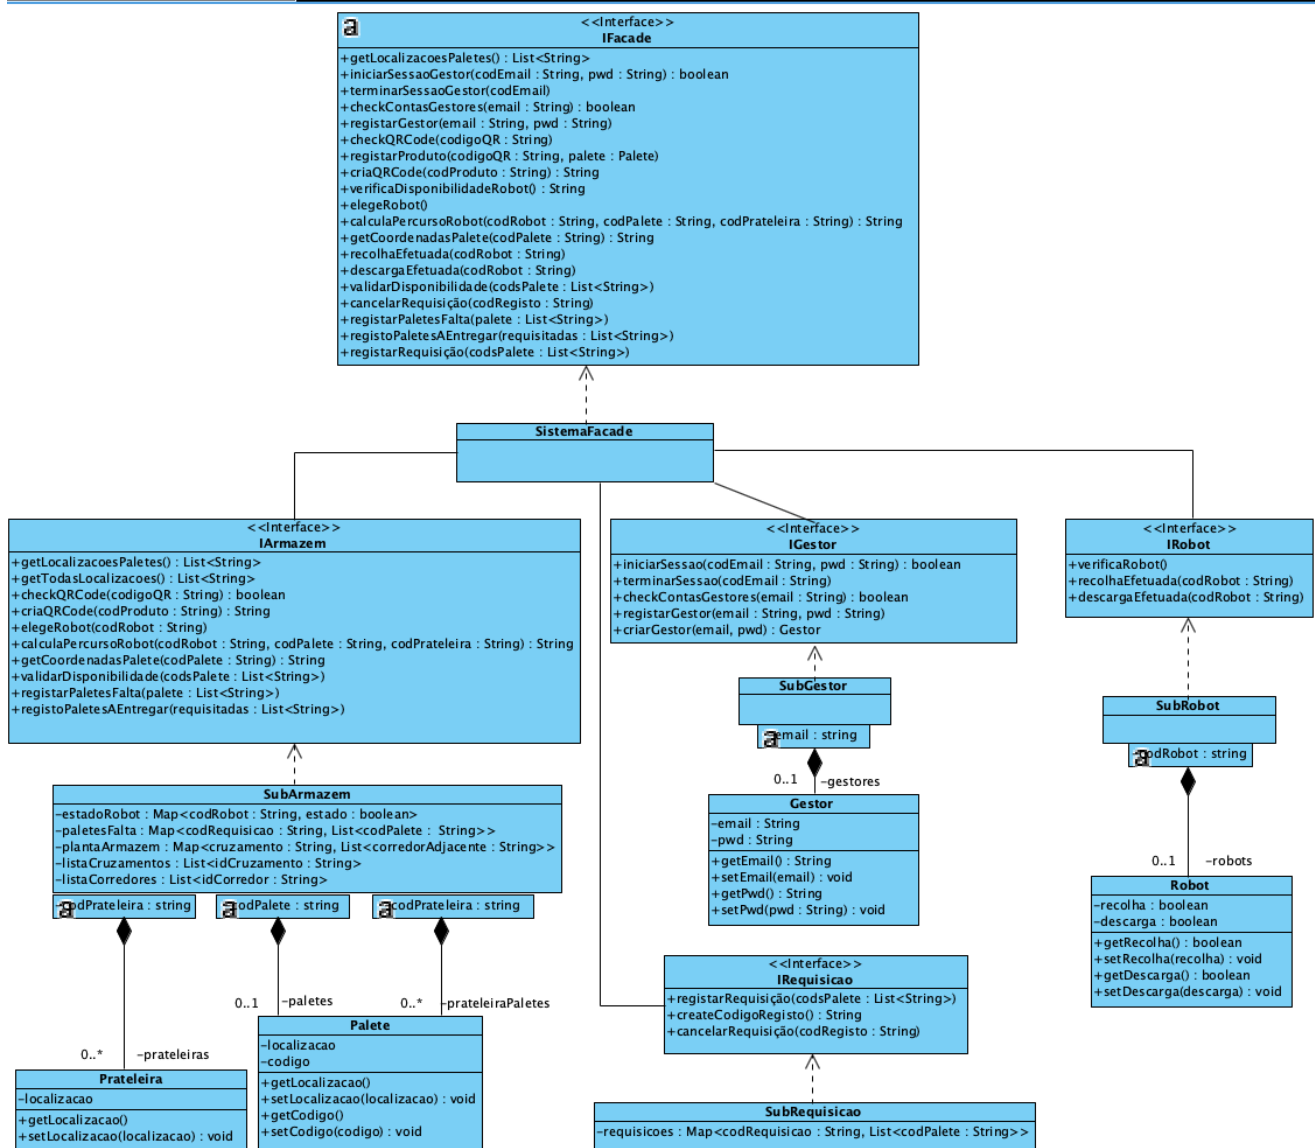 <<Interface>>
IFacade
+getLocalizacoesPaletes() : List<String>
+iniciarSessaoGestor(codEmail : String, pwd : String) : boolean
+terminarSessaoGestor(codEmail)
+checkContasGestores(email : String) : boolean
+registarGestor(email : String, pwd : String)
+checkQRCode(codigoQR : String)
+registarProduto(codigoQR : String, palete : Palete)
+criaQRCode(codProduto : String) : String
+verificaDisponibilidadeRobot() : String
+elegeRobot()
+calculaPercursoRobot(codRobot : String, codPalete : String, codPrateleira : String) : String
+getCoordenadasPalete(codPalete : String) : String
+recolhaEfetuada(codRobot : String)
+descargaEfetuada(codRobot : String)
+validarDisponibilidade(codsPalete : List<String>)
+cancelarRequisição(codRegisto : String)
+registarPaletesFalta(palete : List<String>)
+registoPaletesAEntregar(requisitadas : List<String>)
+registarRequisição(codsPalete : List<String>)
SistemaFacade
<<Interface>>
IArmazem
+getLocalizacoesPaletes() : List<String>
+getTodasLocalizacoes() : List<String>
+checkQRCode(codigoQR : String) : boolean
+criaQRCode(codProduto : String) : String
+elegeRobot(codRobot : String)
+calculaPercursoRobot(codRobot : String, codPalete : String, codPrateleira : String) : String
+getCoordenadasPalete(codPalete : String) : String
+validarDisponibilidade(codsPalete : List<String>)
+registarPaletesFalta(palete : List<String>)
+registoPaletesAEntregar(requisitadas : List<String>)
<<Interface>>
IGestor
+iniciarSessao(codEmail : String, pwd : String) : boolean
+terminarSessao(codEmail : String)
+checkContasGestores(email : String) : boolean
+registarGestor(email : String, pwd : String)
+criarGestor(email, pwd) : Gestor
<<Interface>>
IRobot
+verificaRobot()
+recolhaEfetuada(codRobot : String)
+descargaEfetuada(codRobot : String)
SubGestor
email : string
0..1
-gestores
SubRobot
odRobot : string
0..1
-robots
SubArmazem
-estadoRobot : Map<codRobot : String, estado : boolean>
-paletesFalta : Map<codRequisicao : String, List<codPalete : String>>
-plantaArmazem : Map<cruzamento : String, List<corredorAdjacente : String>>
-listaCruzamentos : List<idCruzamento : String>
-listaCorredores : List<idCorredor : String>
odPrateleira : string
codPalete : string
codPrateleira : string
0..*
-prateleiras
0..1
-paletes
0..*
-prateleiraPaletes
Gestor
-email : String
-pwd : String
+getEmail() : String
+setEmail(email) : void
+getPwd() : String
+setPwd(pwd : String) : void
Robot
-recolha : boolean
-descarga : boolean
+getRecolha() : boolean
+setRecolha(recolha) : void
+getDescarga() : boolean
+setDescarga(descarga) : void
<<Interface>>
IRequisicao
+registarRequisição(codsPalete : List<String>)
+createCodigoRegisto() : String
+cancelarRequisição(codRegisto : String)
Palete
-localizacao
-codigo
+getLocalizacao()
+setLocalizacao(localizacao) : void
+getCodigo()
+setCodigo(codigo) : void
Prateleira
-localizacao
+getLocalizacao()
+setLocalizacao(localizacao) : void
SubRequisicao
-requisicoes : Map<codRequisicao : String, List<codPalete : String>>